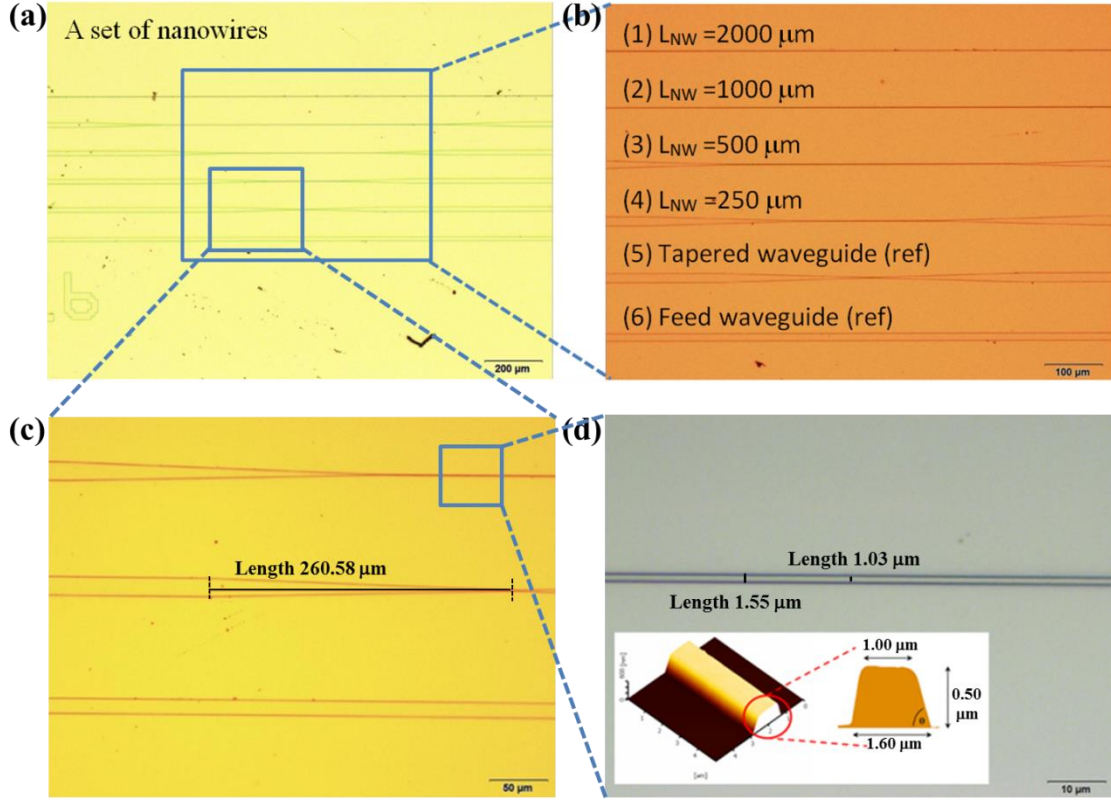 (a)
A set of nanowires
6
200 µm
(b)
(1) LNW =2000 µm
(2) LNW =1000 µm
(3) LNW =500 µm
(4) LNW =250 µm
(5) Tapered waveguide (ref)
(6) Feed waveguide (ref)
100 µm
(c)
Length 260.58 µm
50 µm
(d)
Length 1.03 µm
Length 1.55 µm
1.00 µm
0.50
µm
θ
1.60 µm
10 µm